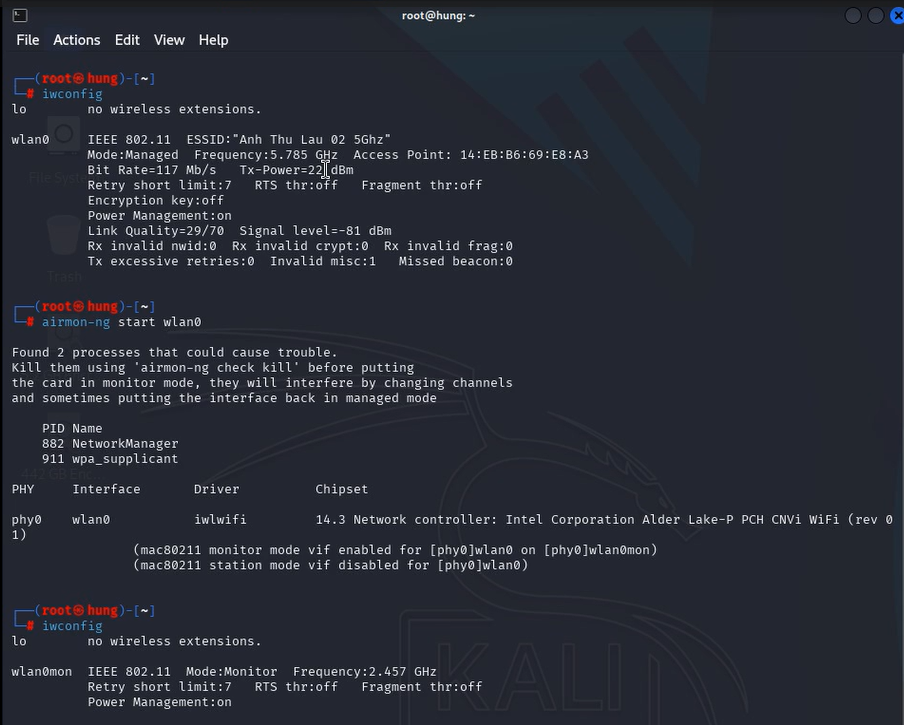 root@hung: ~
File Actions Edit View Help
┌──(root㉿hung)-[~]
└─# iwconfig
lo        no wireless extensions.
wlan0     IEEE 802.11  ESSID:"Anh Thu Lau 02 5Ghz"
          Mode:Managed  Frequency:5.785 GHz  Access Point: 14:EB:B6:69:E8:A3
          Bit Rate=117 Mb/s   Tx-Power=22 dBm
          Retry short limit:7   RTS thr:off   Fragment thr:off
          Encryption key:off
          Power Management:on
          Link Quality=29/70  Signal level=-81 dBm
          Rx invalid nwid:0  Rx invalid crypt:0  Rx invalid frag:0
          Tx excessive retries:0  Invalid misc:1   Missed beacon:0
┌──(root㉿hung)-[~]
└─# airmon-ng start wlan0
Found 2 processes that could cause trouble.
Kill them using 'airmon-ng check kill' before putting
the card in monitor mode, they will interfere by changing channels
and sometimes putting the interface back in managed mode
    PID Name
    882 NetworkManager
    911 wpa_supplicant
PHY     Interface       Driver          Chipset
phy0    wlan0           iwlwifi         14.3 Network controller: Intel Corporation Alder Lake-P PCH CNVi WiFi (rev 0
1)
                (mac80211 monitor mode vif enabled for [phy0]wlan0 on [phy0]wlan0mon)
                (mac80211 station mode vif disabled for [phy0]wlan0)
┌──(root㉿hung)-[~]
└─# iwconfig
lo        no wireless extensions.
wlan0mon  IEEE 802.11  Mode:Monitor  Frequency:2.457 GHz
          Retry short limit:7   RTS thr:off   Fragment thr:off
          Power Management:on
File System
Trash
KALI